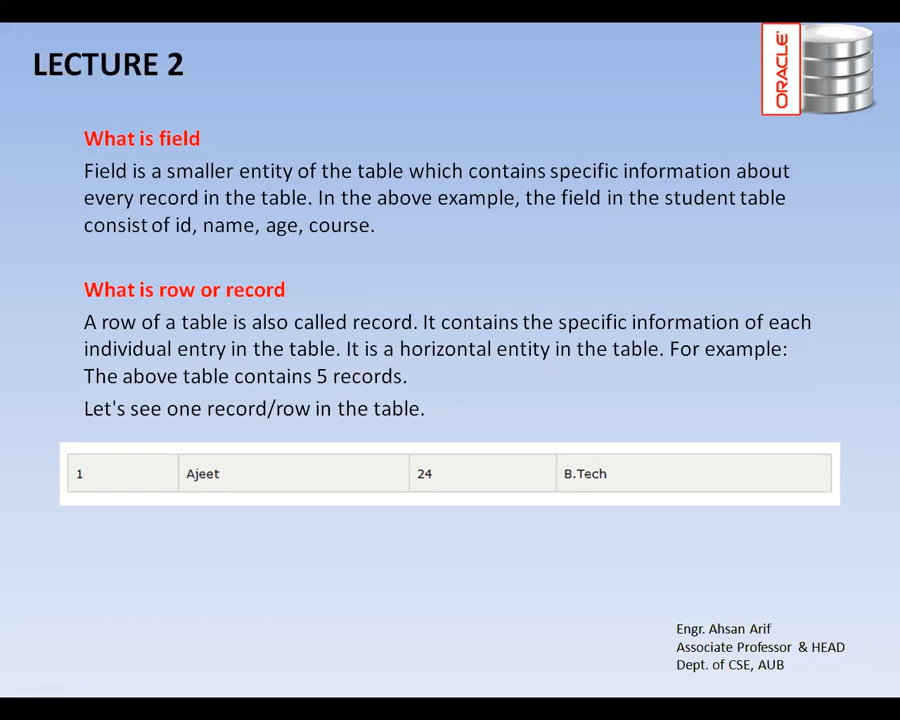 LECTURE 2
ORACLE
What is field
Field is a smaller entity of the table which contains specific information about
every record in the table. In the above example, the field in the student table
consist of id, name, age, course.
What is row or record
A row of a table is also called record. It contains the specific information of each
individual entry in the table. It is a horizontal entity in the table. For example:
The above table contains 5 records.
Let's see one record/row in the table.
1 Ajeet 24 B.Tech
Engr. Ahsan Arif
Associate Professor & HEAD
Dept. of CSE, AUB